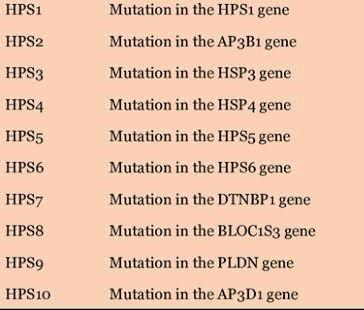 HPS1 Mutation in the HPS1 gene
HPS2 Mutation in the AP3B1 gene
HPS3 Mutation in the HSP3 gene
HPS4 Mutation in the HSP4 gene
HPS5 Mutation in the HPS5 gene
HPS6 Mutation in the HPS6 gene
HPS7 Mutation in the DTNBP1 gene
HPS8 Mutation in the BLOC1S3 gene
HPS9 Mutation in the PLDN gene
HPS10 Mutation in the AP3D1 gene